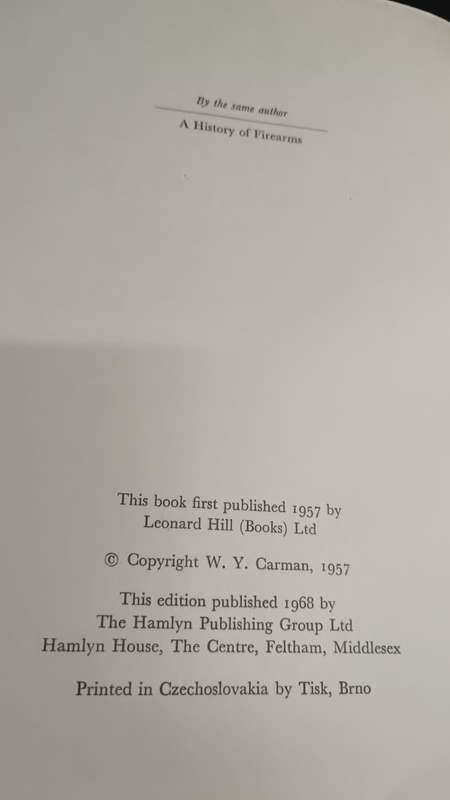 By the same author
A History of Firearms
This book first published 1957 by
Leonard Hill (Books) Ltd
© Copyright W. Y. Carman, 1957
This edition published 1968 by
The Hamlyn Publishing Group Ltd
Hamlyn House, The Centre, Feltham, Middlesex
Printed in Czechoslovakia by Tisk, Brno